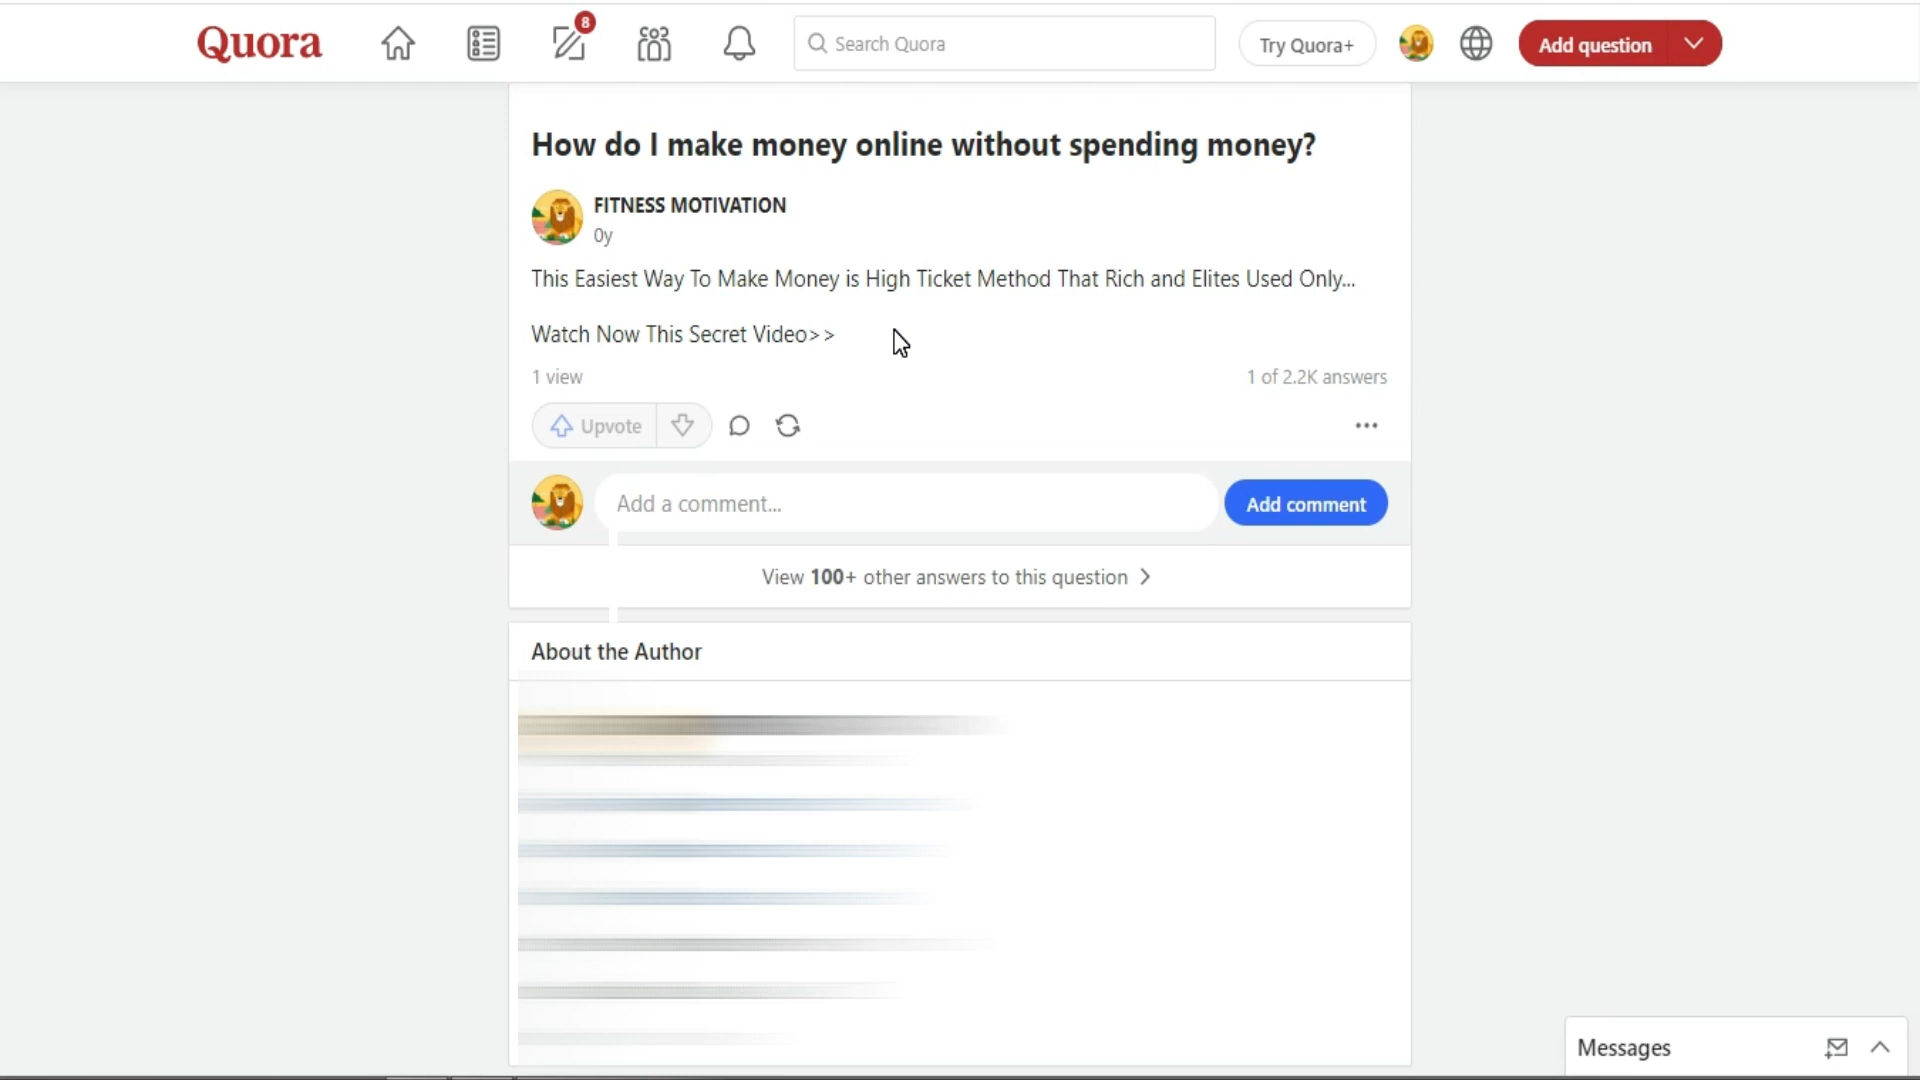 Quora
8
Search Quora
Try Quora+
Add question
How do I make money online without spending money?
FITNESS MOTIVATION
0y
This Easiest Way To Make Money is High Ticket Method That Rich and Elites Used Only...
Watch Now This Secret Video>>
1 view
1 of 2.2K answers
Upvote
Add a comment...
Add comment
View 100+ other answers to this question
About the Author
Messages